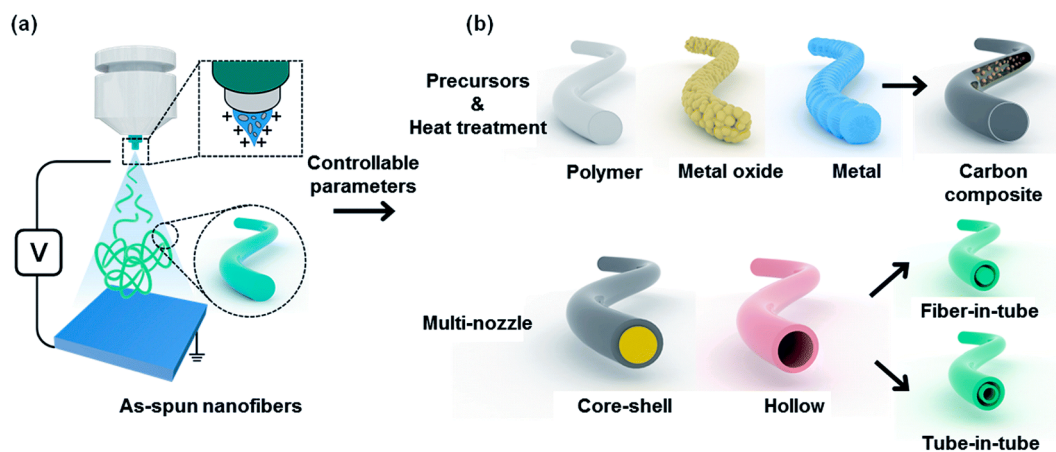 (a)
+ +
+ +
+ +
V
Controllable
parameters
As-spun nanofibers
(b)
Precursors
&
Heat treatment
Polymer
Metal oxide
Metal
Carbon
composite
Multi-nozzle
Core-shell
Hollow
Fiber-in-tube
Tube-in-tube